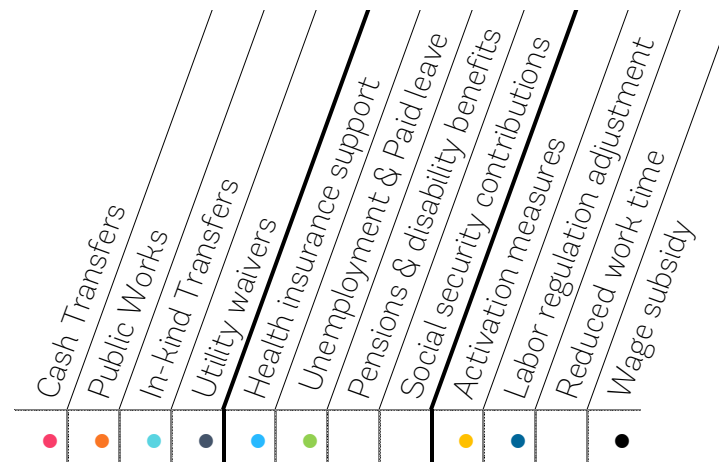 Cash Transfers
Public Works
In-kind Transfers
Utility waivers
Health insurance support
Unemployment & Paid leave
Pensions & disability benefits
Social security contributions
Activation measures
Labor regulation adjustment
Reduced work time
Wage subsidy